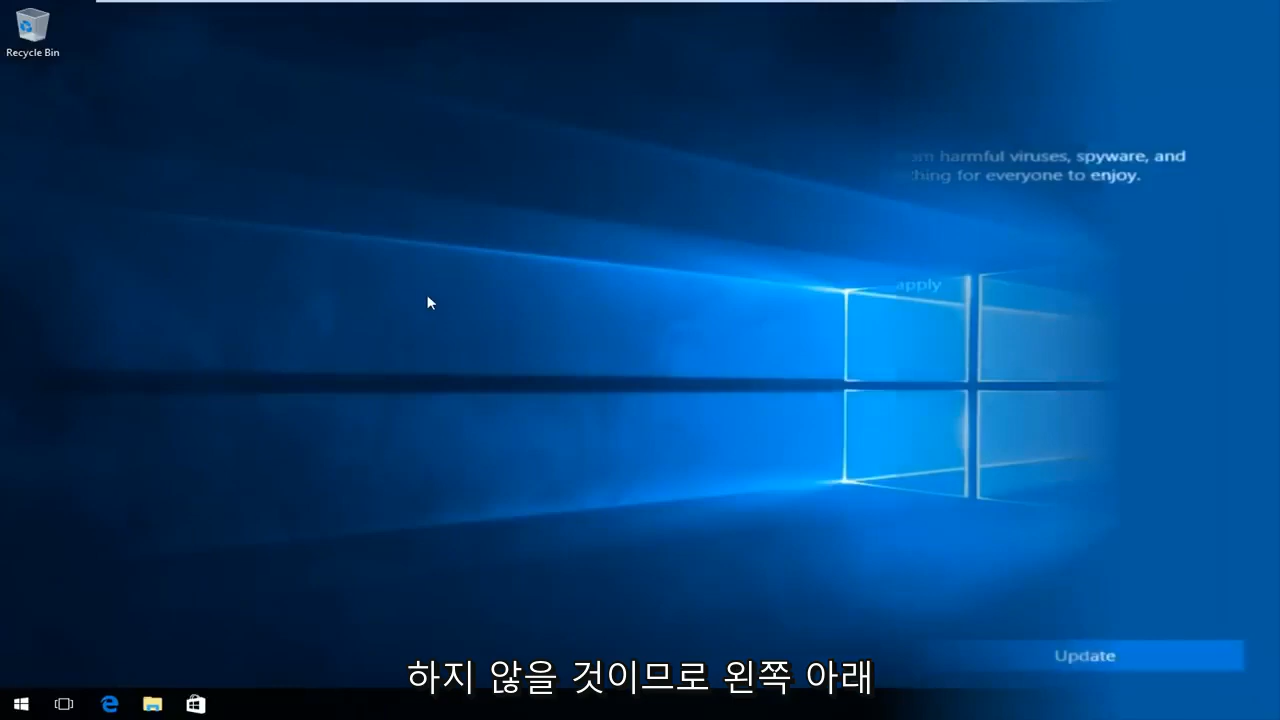 Recycle Bin
harmful viruses, spyware, and
for everyone to enjoy.
apply
Update
하지 않을 것이므로 왼쪽 아래